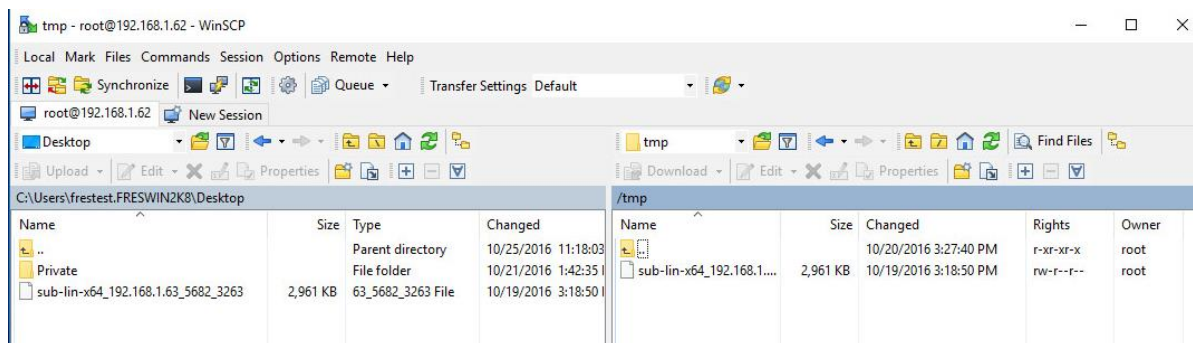 tmp - root@192.168.1.62 - WinSCP
Local Mark Files Commands Session Options Remote Help
Synchronize Queue Transfer Settings Default
root@192.168.1.62 New Session
Desktop tmp Find Files
Upload Edit Properties Download Edit Properties
C:\Users\frestest.FRESWIN2K8\Desktop /tmp
Name Size Type Changed Name Size Changed Rights Owner
.. Parent directory 10/25/2016 11:18:03 .. 10/20/2016 3:27:40 PM r-xr-xr-x root
Private File folder 10/21/2016 1:42:35 sub-lin-x64_192.168.1.... 2,961 KB 10/19/2016 3:18:50 PM rw-r--r-- root
sub-lin-x64_192.168.1.63_5682_3263 2,961 KB 63_5682_3263 File 10/19/2016 3:18:50